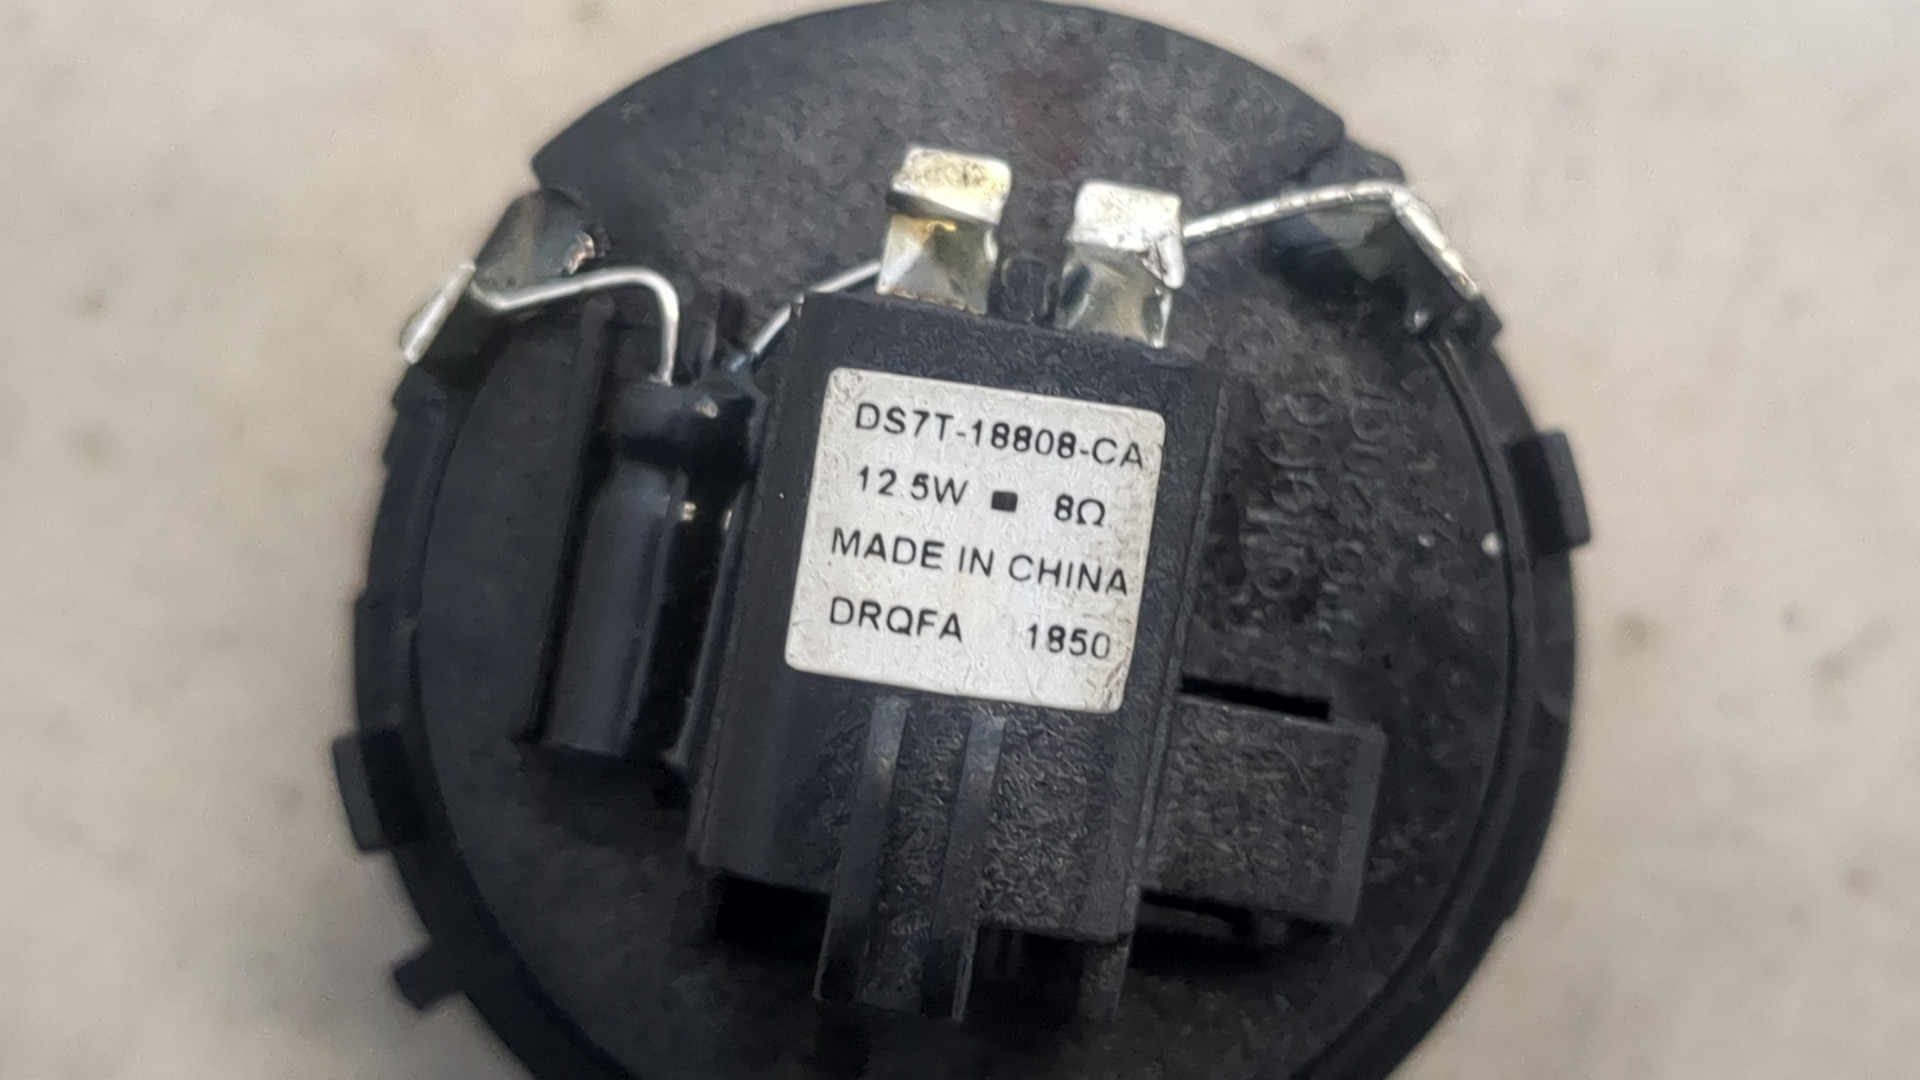 DS7T-18808-CA
12.5W ■ 8Ω
MADE IN CHINA
DRQFA 1850